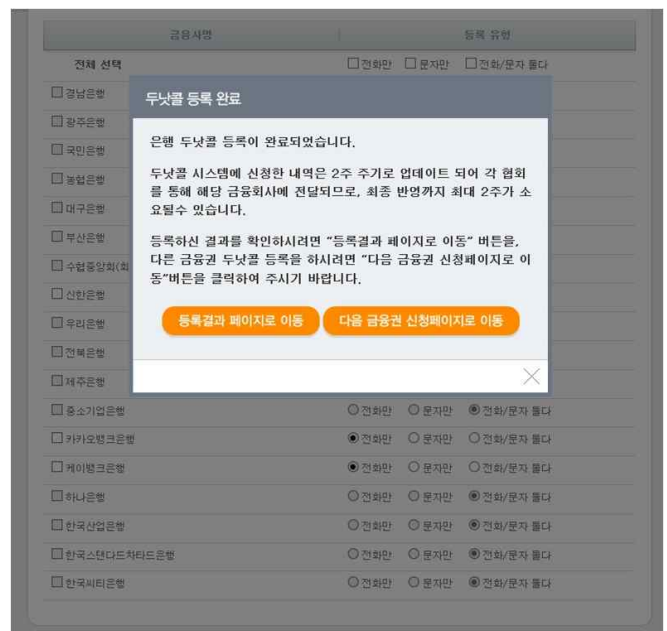 금융사명 등록 유형
전체 선택 전화만 문자만 전화/문자 둘다
경남은행
광주은행
국민은행
농협은행
대구은행
부산은행
수협중앙회(회
신한은행
우리은행
전북은행
제주은행
두낫콜 등록 완료
은행 두낫콜 등록이 완료되었습니다.
두낫콜 시스템에 신청한 내역은 2주 주기로 업데이트 되어 각 협회
를 통해 해당 금융회사에 전달되므로, 최종 반영까지 최대 2주가 소
요될수 있습니다.
등록하신 결과를 확인하시려면 “등록결과 페이지로 이동” 버튼을,
다른 금융권 두낫콜 등록을 하시려면 “다음 금융권 신청페이지로 이
동”버튼을 클릭하여 주시기 바랍니다.
등록결과 페이지로 이동 다음 금융권 신청페이지로 이동
중소기업은행 전화만 문자만 전화/문자 둘다
카카오뱅크은행 전화만 문자만 전화/문자 둘다
케이뱅크은행 전화만 문자만 전화/문자 둘다
하나은행 전화만 문자만 전화/문자 둘다
한국산업은행 전화만 문자만 전화/문자 둘다
한국스탠다드차타드은행 전화만 문자만 전화/문자 둘다
한국씨티은행 전화만 문자만 전화/문자 둘다